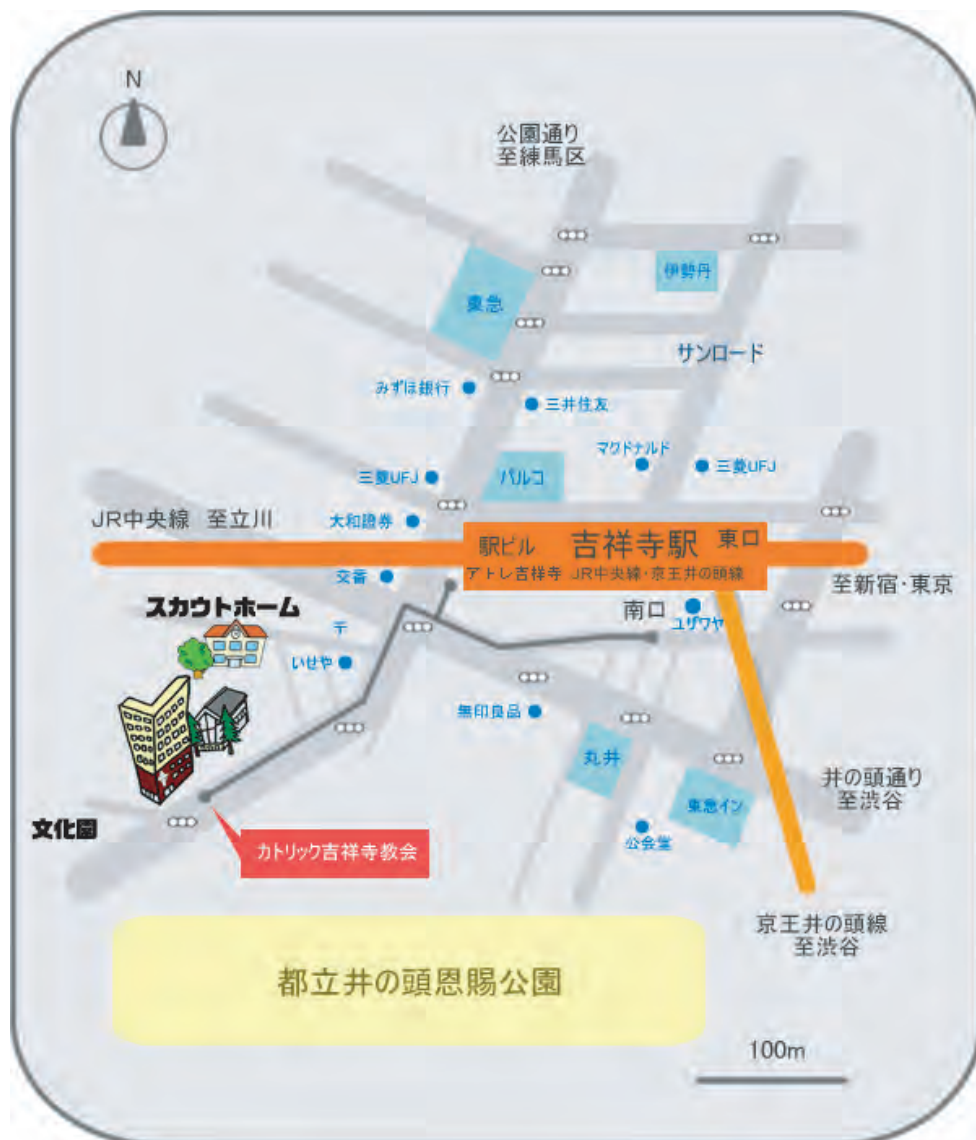 N
公園通り
至練馬区
伊勢丹
東急
サンロード
みずほ銀行
三井住友
マクドナルド
三菱UFJ
パルコ
三菱UFJ
JR中央線 至立川
大和證券
駅ビル 吉祥寺駅 東口
アトレ吉祥寺 JR中央線・京王井の頭線
交番
至新宿・東京
スカウトホーム
南口
ユザワヤ
〒
いせや
無印良品
丸井
井の頭通り
至渋谷
東急イン
文化園
公会堂
カトリック吉祥寺教会
京王井の頭線
至渋谷
都立井の頭恩賜公園
100m